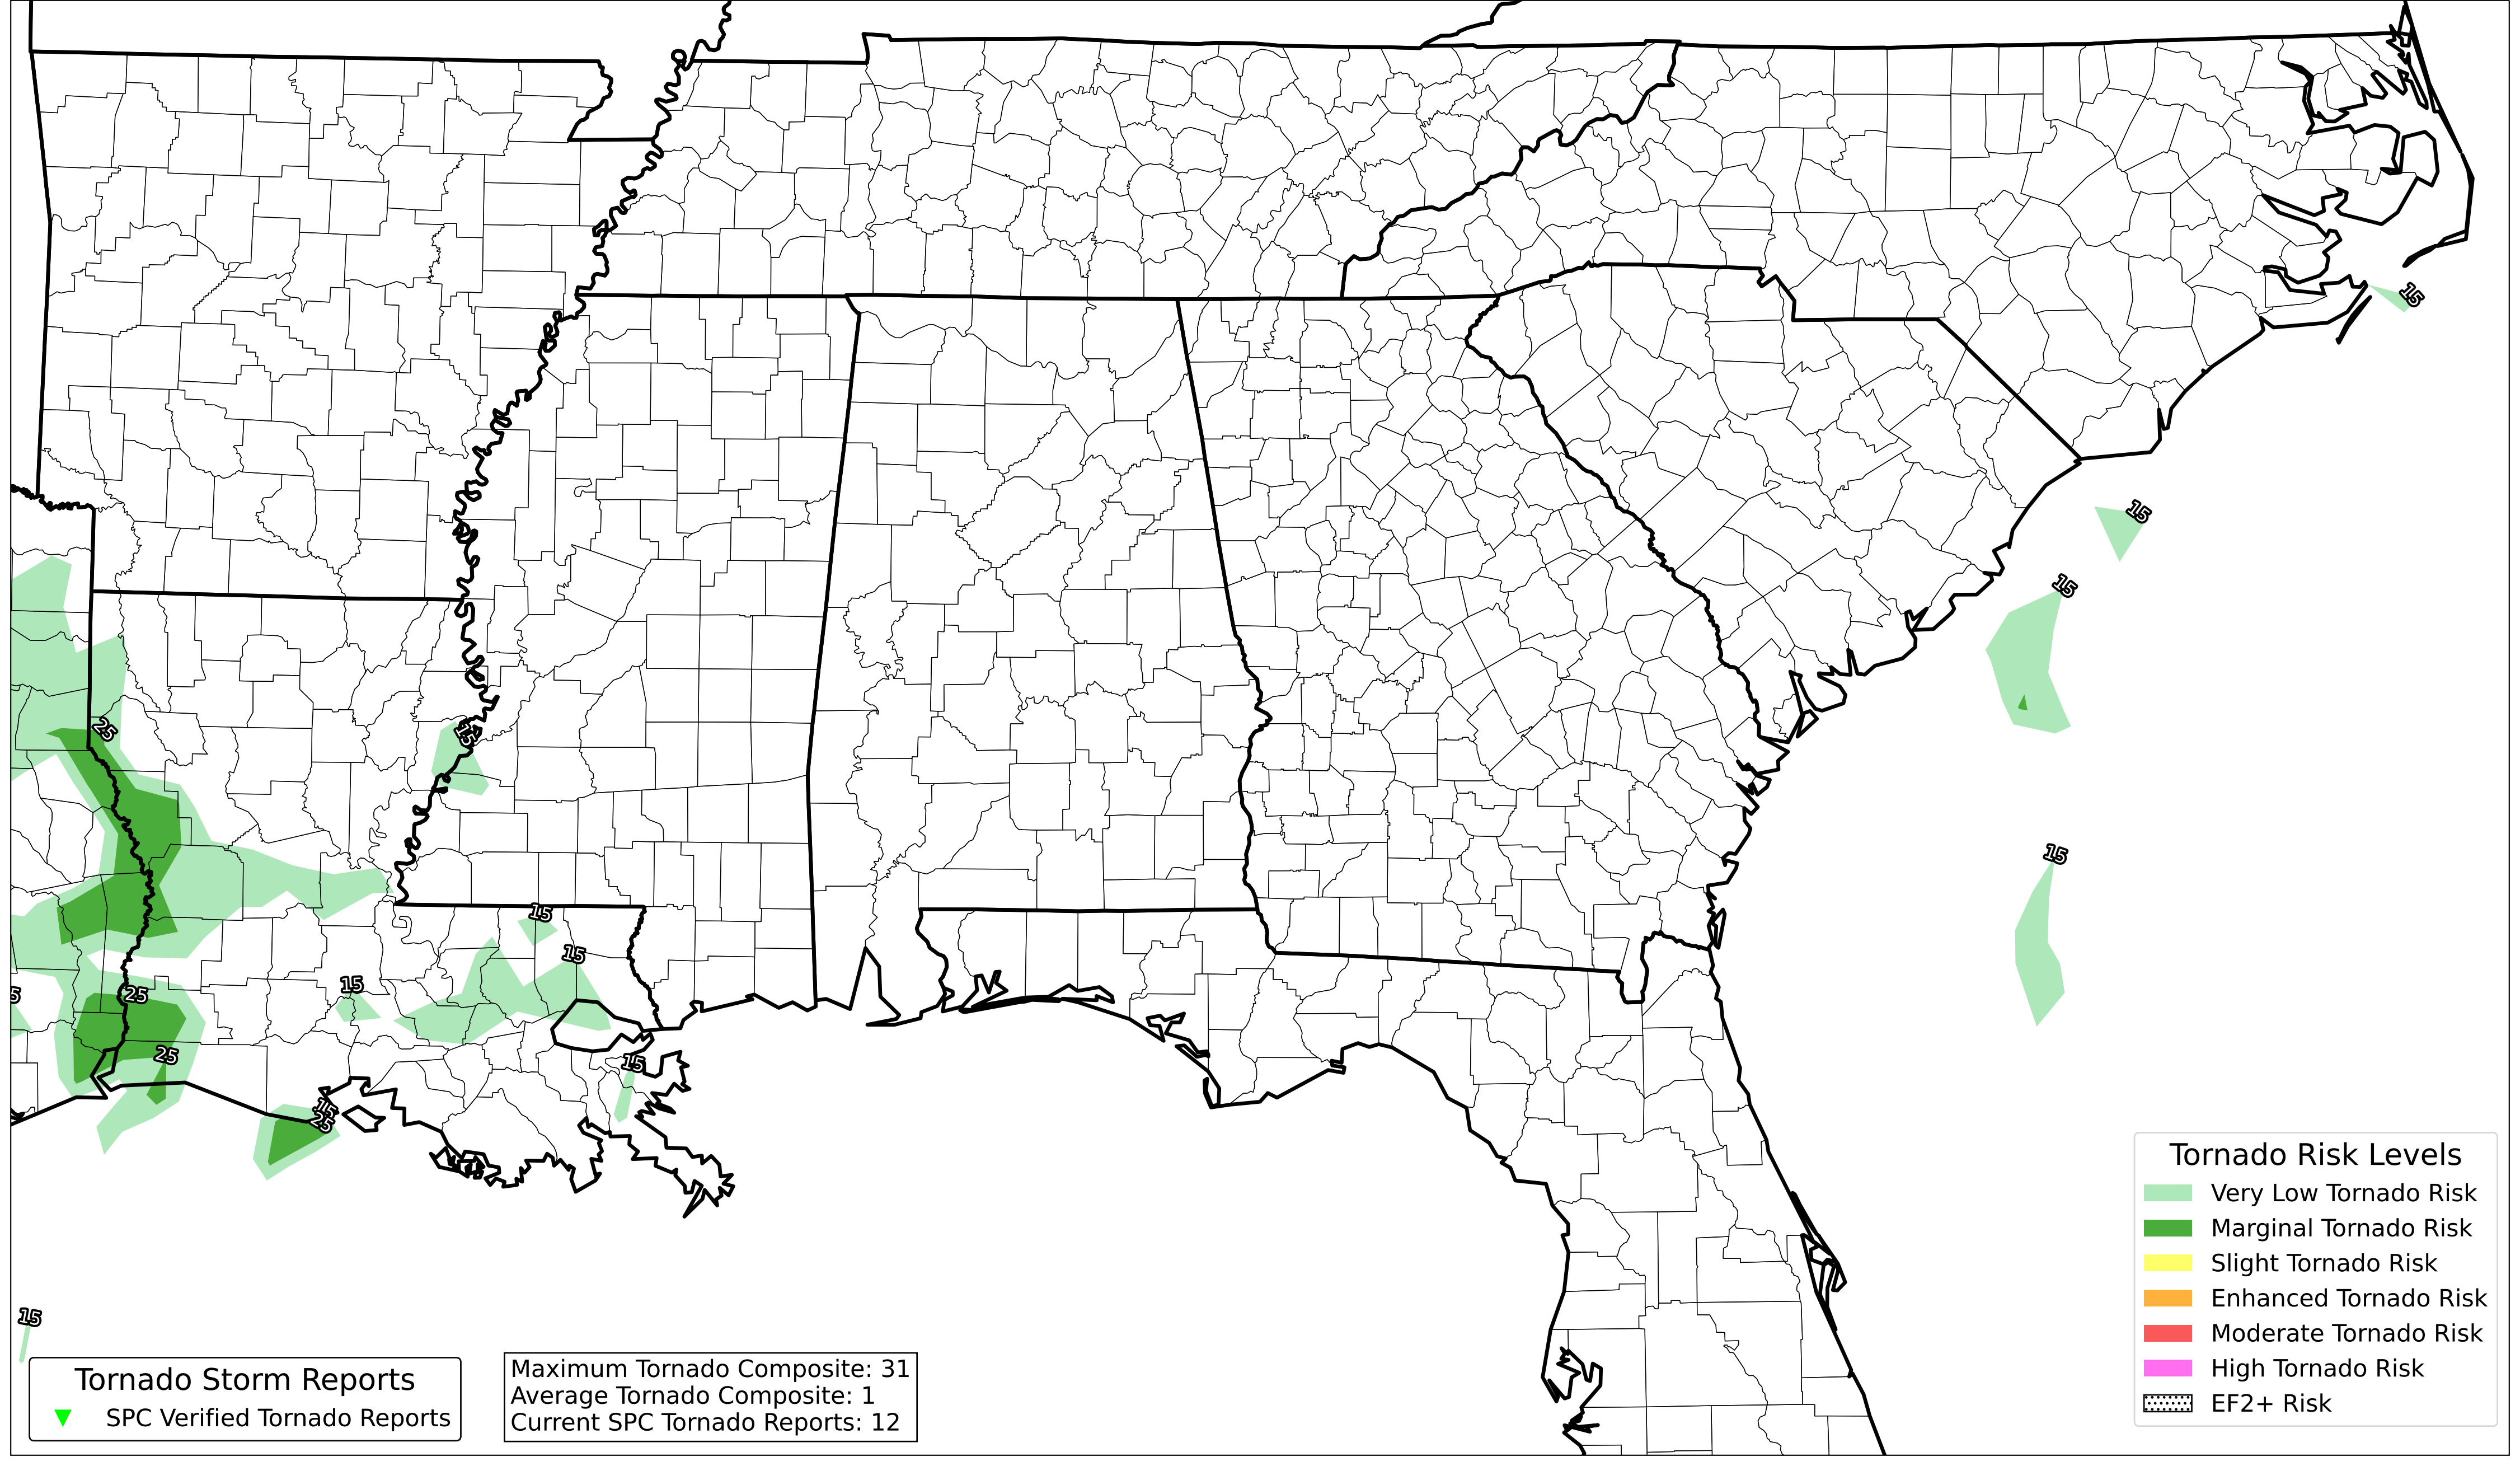 15
15
15
25
15
15
15
15
15
25
5
25
15
15
25
15
Tornado Risk Levels
Very Low Tornado Risk
Marginal Tornado Risk
Slight Tornado Risk
Enhanced Tornado Risk
Moderate Tornado Risk
High Tornado Risk
EF2+ Risk
Tornado Storm Reports
SPC Verified Tornado Reports
Maximum Tornado Composite: 31
Average Tornado Composite: 1
Current SPC Tornado Reports: 12